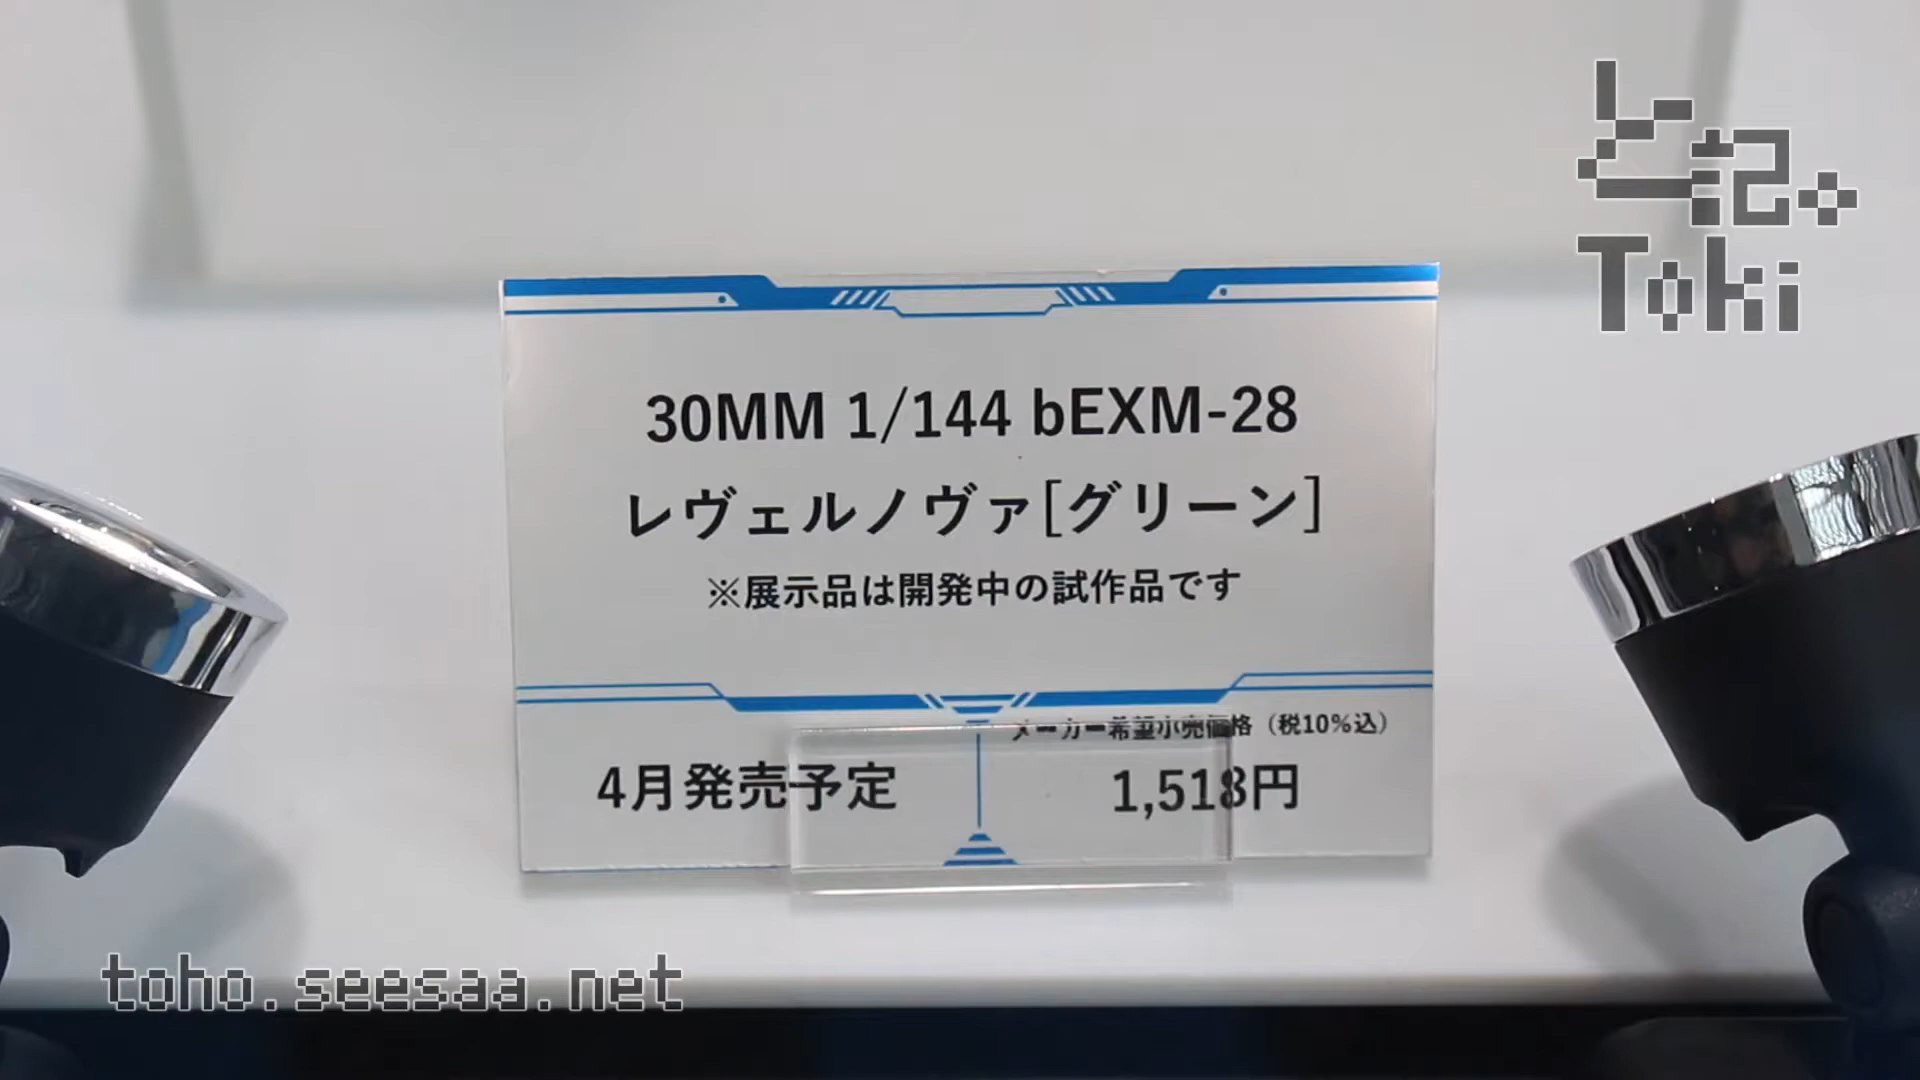 と記。
Toki
30MM 1/144 bEXM-28
レヴェルノヴァ[グリーン]
※展示品は開発中の試作品です
メーカー希望小売価格（税10%込）
4月発売予定
1,518円
toho.seesaa.net